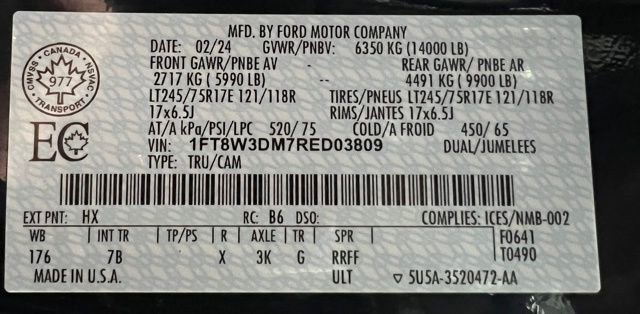 MFD. BY FORD MOTOR COMPANY
DATE: 02/24 GVWR/PNBV: 6350 KG (14000 LB)
FRONT GAWR/PNBE AV -- REAR GAWR/ PNBE AR
2717 KG ( 5990 LB) 4491 KG ( 9900 LB)
LT245/75R17E 121/118R TIRES/PNEUS LT245/75R17E 121/118R
17x6.5J RIMS/JANTES 17x6.5J
AT/A kPa/PSI/LPC 520/ 75 COLD/A FROID 450/ 65
VIN: 1FT8W3DM7RED03809 DUAL/JUMELEES
TYPE: TRU/CAM
CANADA
CMVSS NSVAC
977
TRANSPORT
EC
EXT PNT: HX RC: B6 DSO: COMPLIES: ICES/NMB-002
WB INT TR TP/PS R AXLE TR SPR F0641
176 7B X 3K G RRFF T0490
MADE IN U.S.A. ULT ▽ 5U5A-3520472-AA